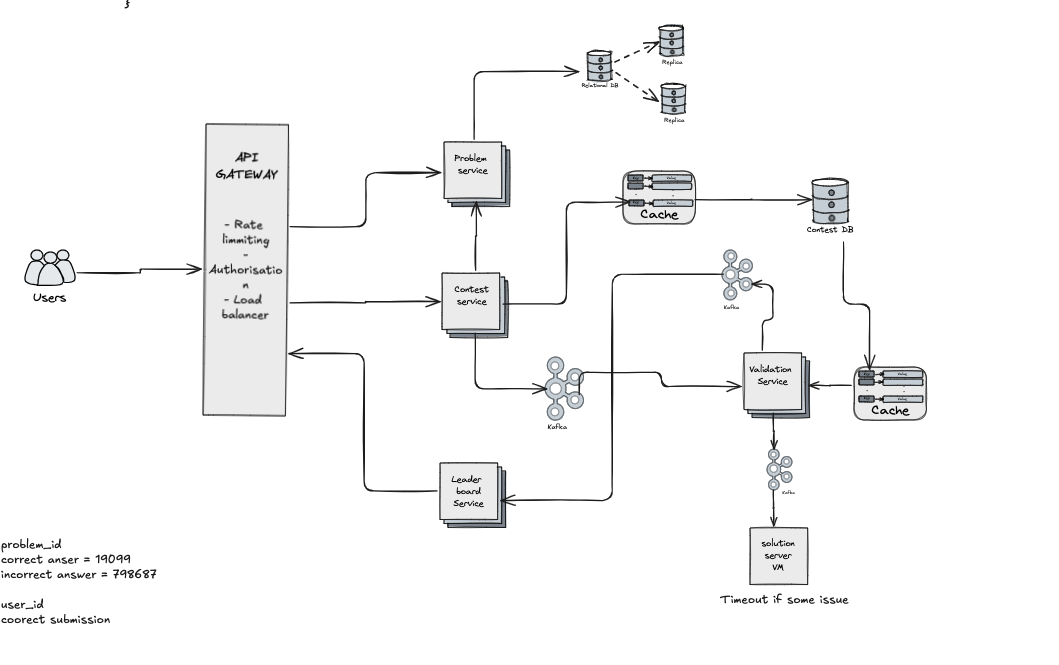 }
Replica
Relational DB
Replica
API
GATEWAY
- Rate
limmiting
-
Authorisatio
n
- Load
balancer
Problem
service
Cache
Contest DB
Users
Contest
service
Kafka
Validation
Service
Cache
Kafka
Leader
board
Service
Kafka
solution
server
VM
Timeout if some issue
problem_id
correct anser = 19099
incorrect answer = 798687
user_id
coorect submission